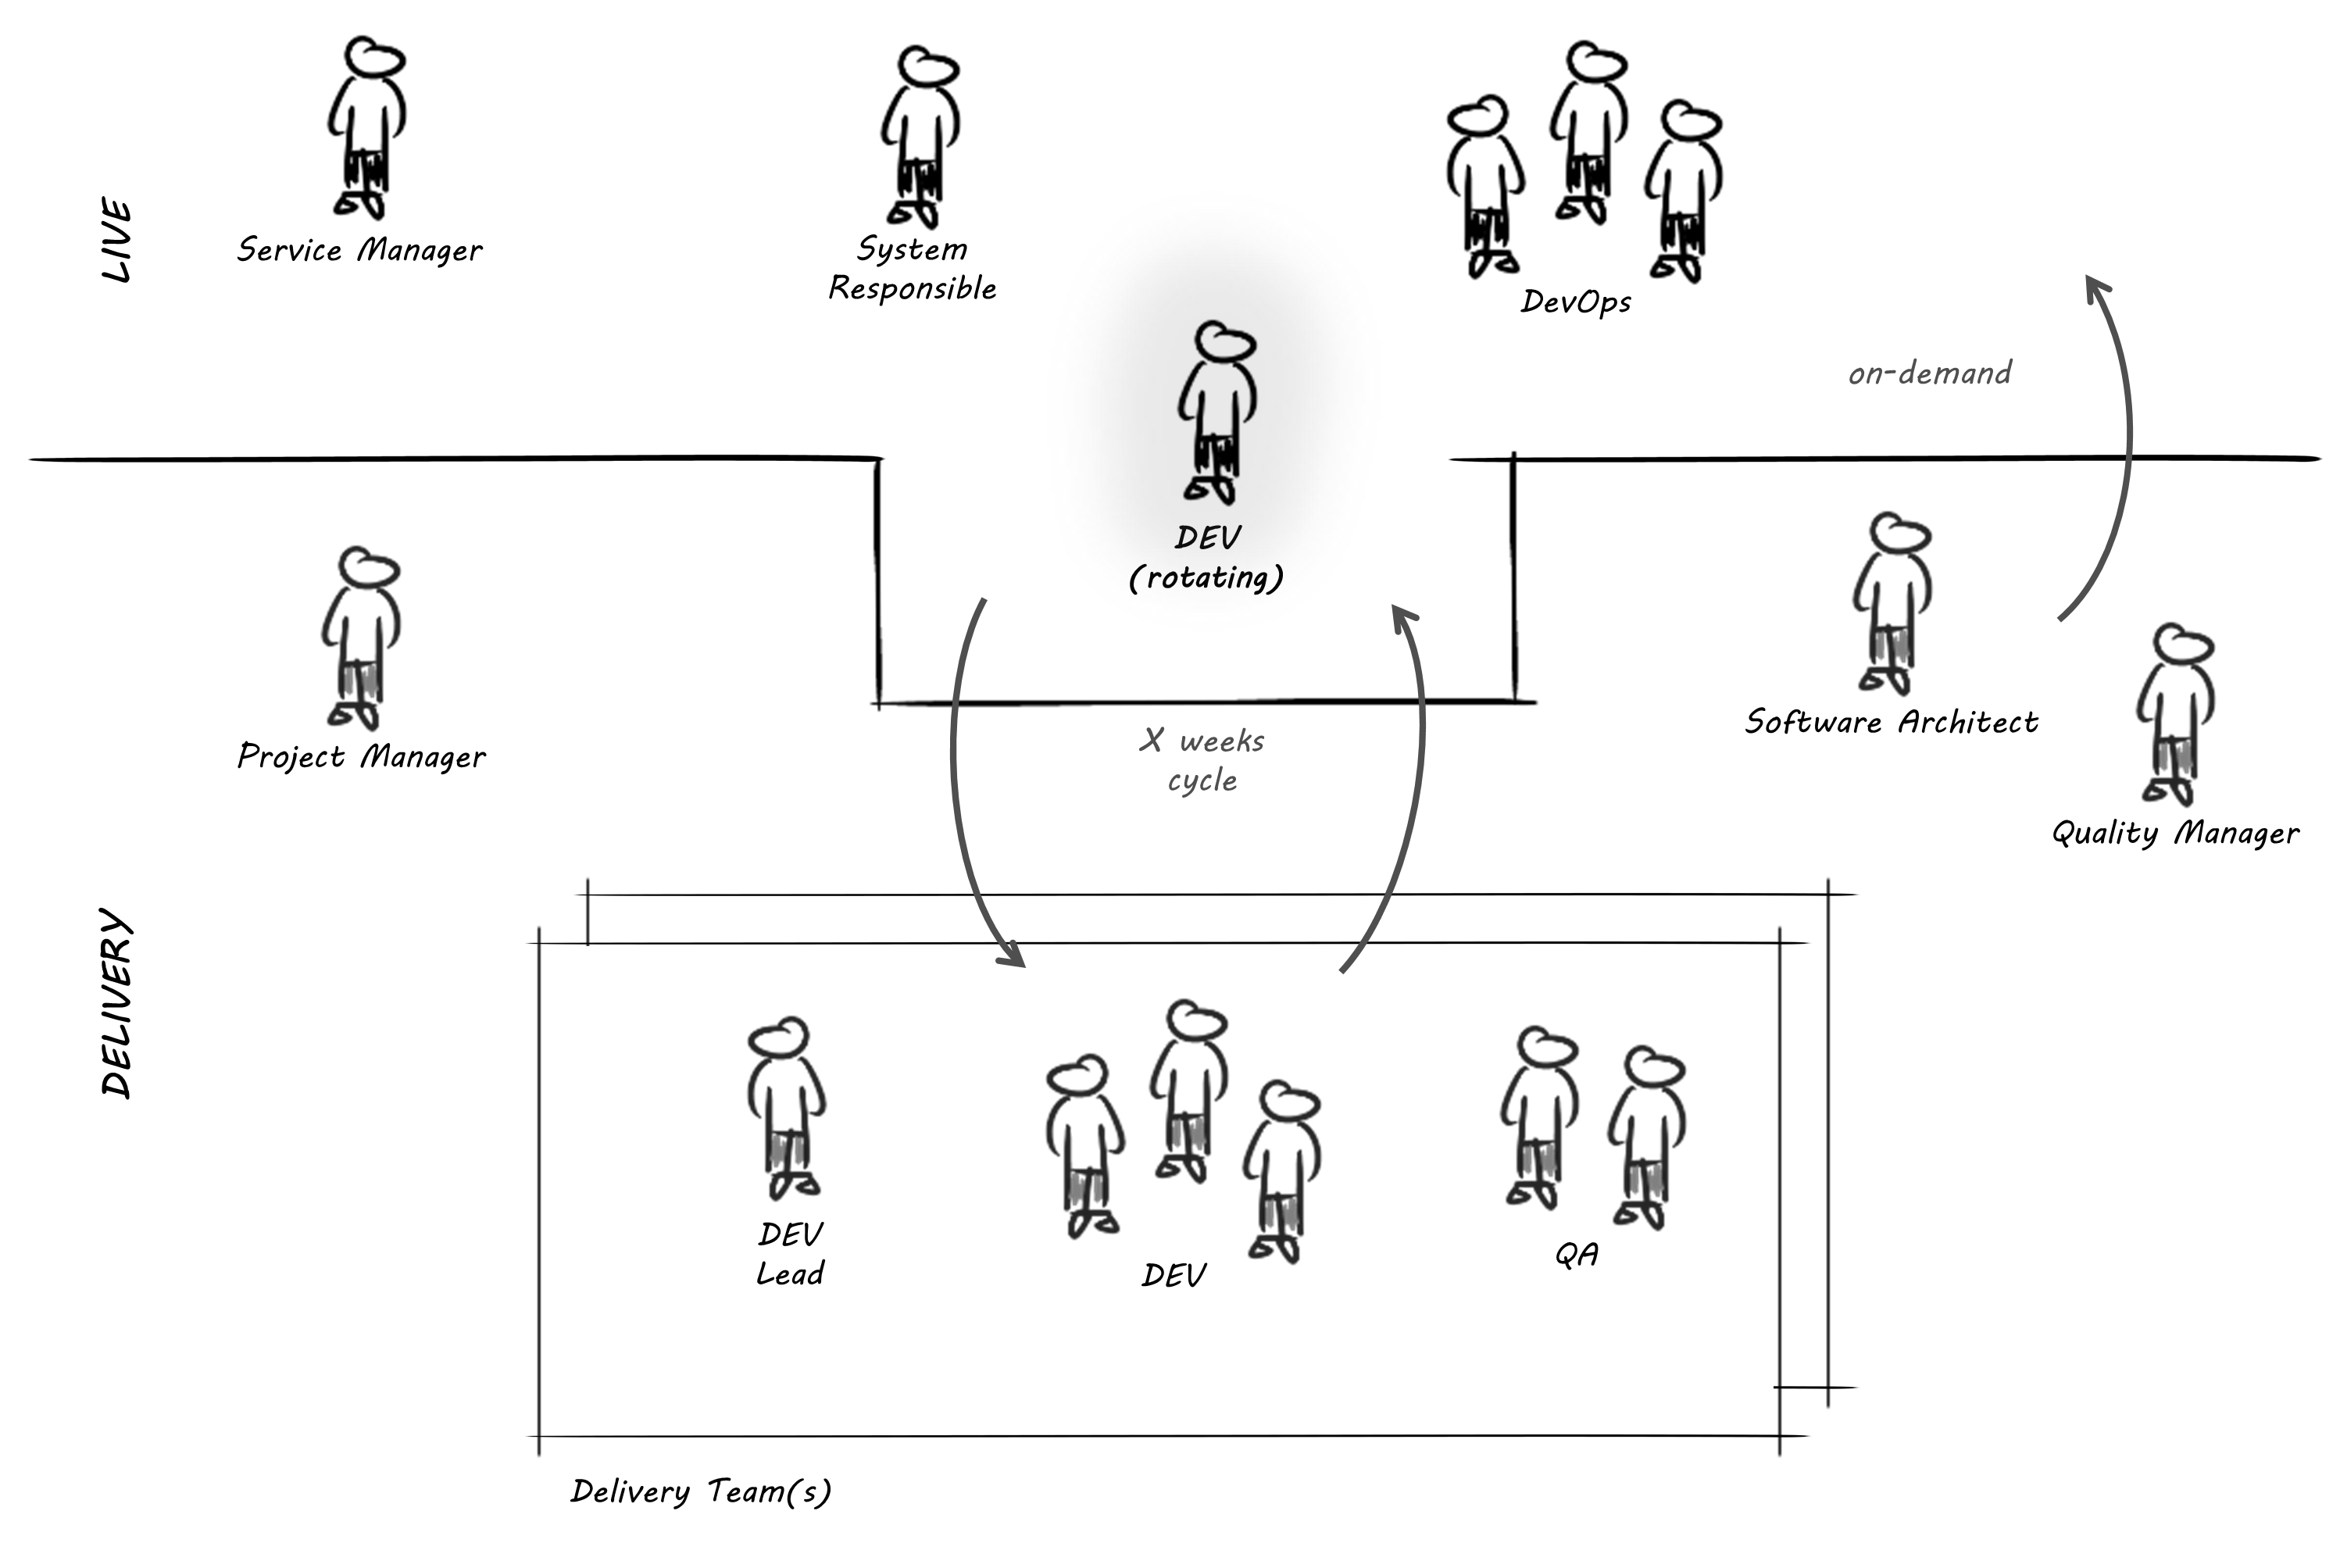 LIVE
Service Manager
System
Responsible
DevOps
DEV
(rotating)
on-demand
Project Manager
X weeks
cycle
Software Architect
Quality Manager
DELIVERY
DEV
Lead
DEV
QA
Delivery Team(s)